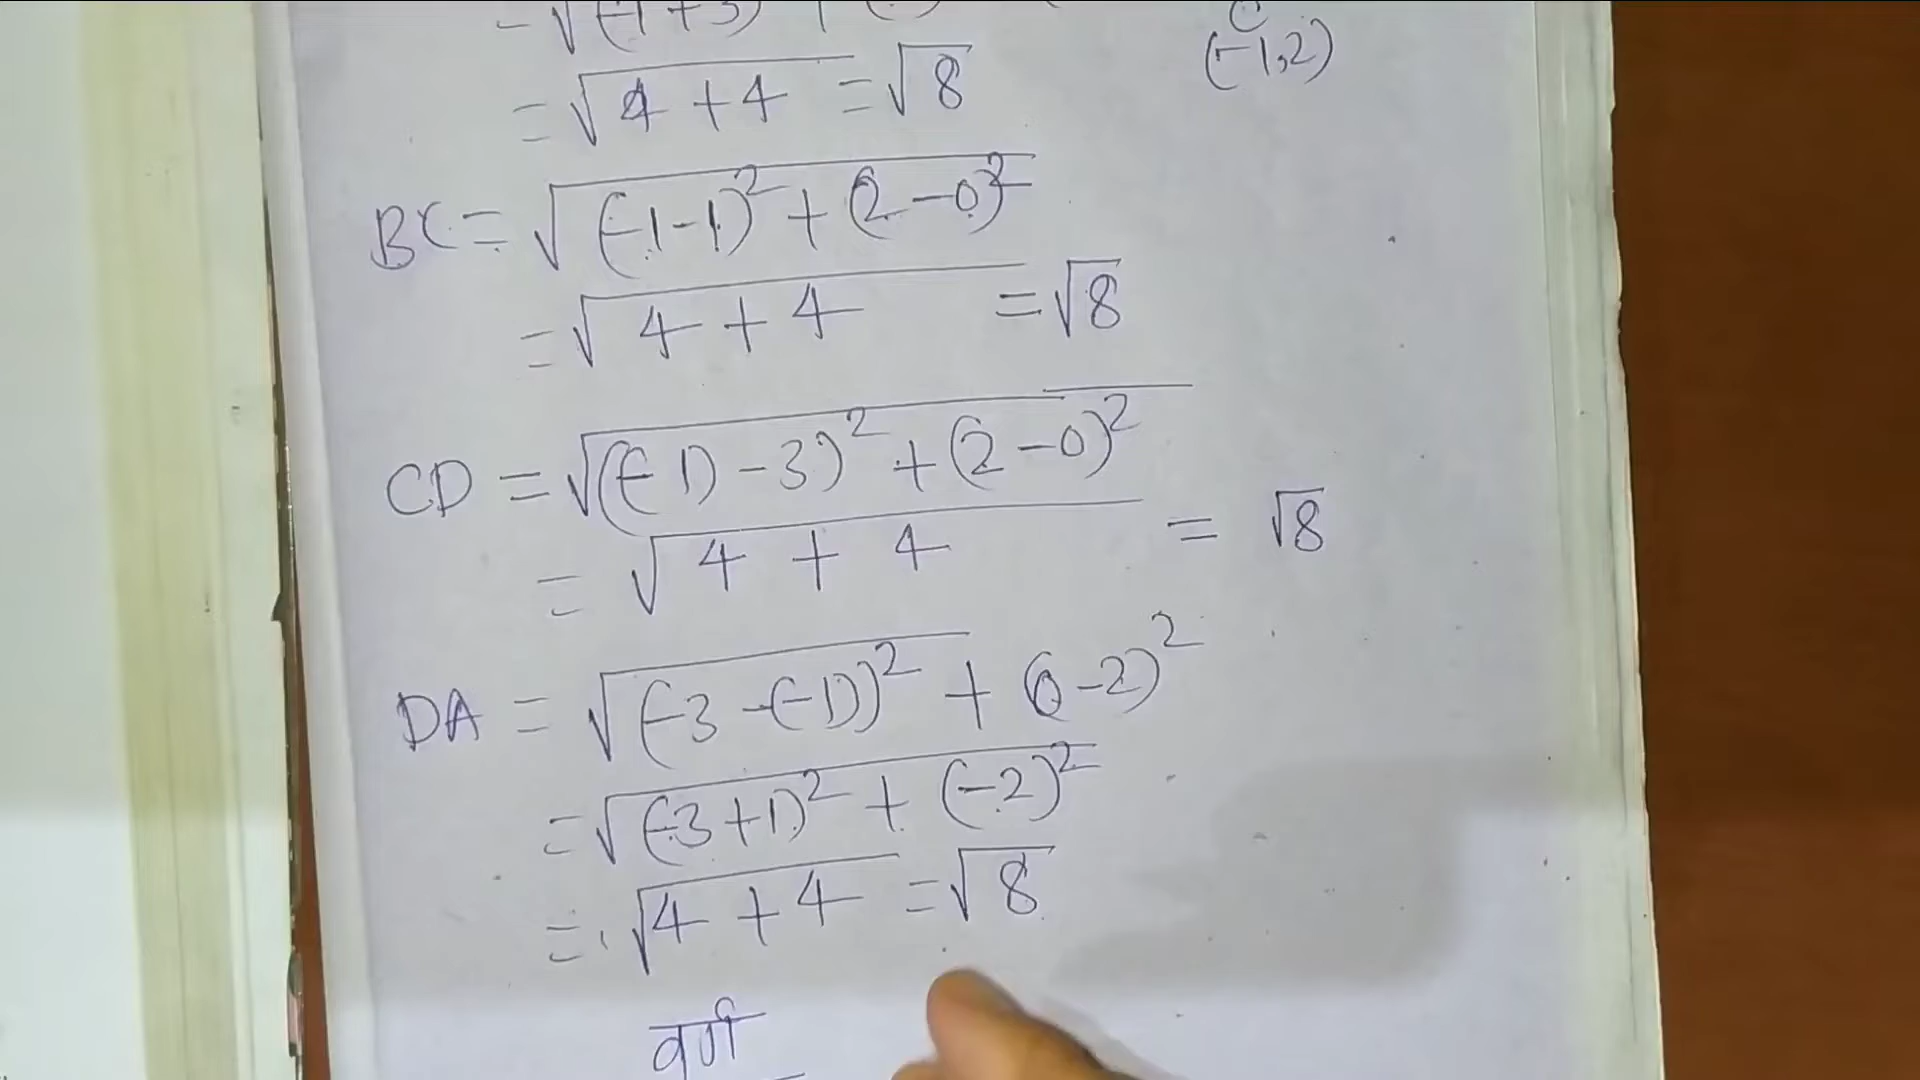 = √4 + 4 = √8
(-1,2)
BC = √(-1-1)² + (2-0)²
= √4 + 4 = √8
CD = √((-1)-3)² + (2-0)²
= √4 + 4 = √8
DA = √(-3-(-1))² + (0-2)²
= √(-3+1)² + (-2)²
= √4 + 4 = √8
वर्ग